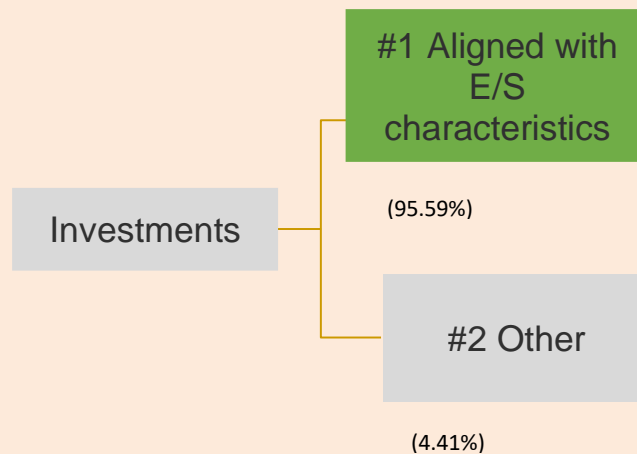 #1 Aligned with
E/S
characteristics
(95.59%)
Investments
#2 Other
(4.41%)